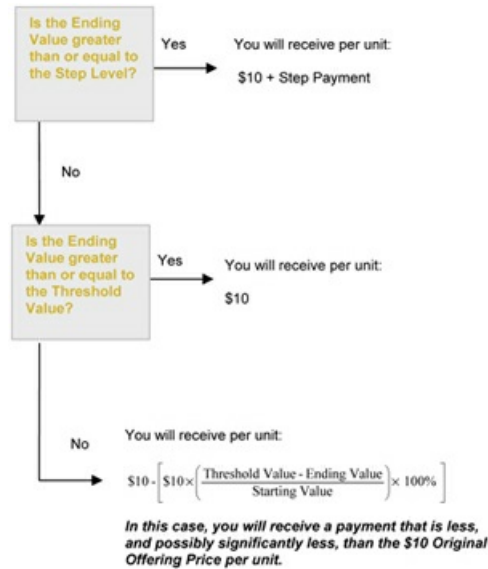 Is the Ending
Value greater
than or equal to
the Step Level?
Yes
You will receive per unit:
$10 + Step Payment
No
Is the Ending
Value greater
than or equal to
the Threshold
Value?
Yes
You will receive per unit:
$10
No
You will receive per unit:
$10 - [$10 × (Threshold Value - Ending Value / Starting Value) × 100%]
In this case, you will receive a payment that is less,
and possibly significantly less, than the $10 Original
Offering Price per unit.